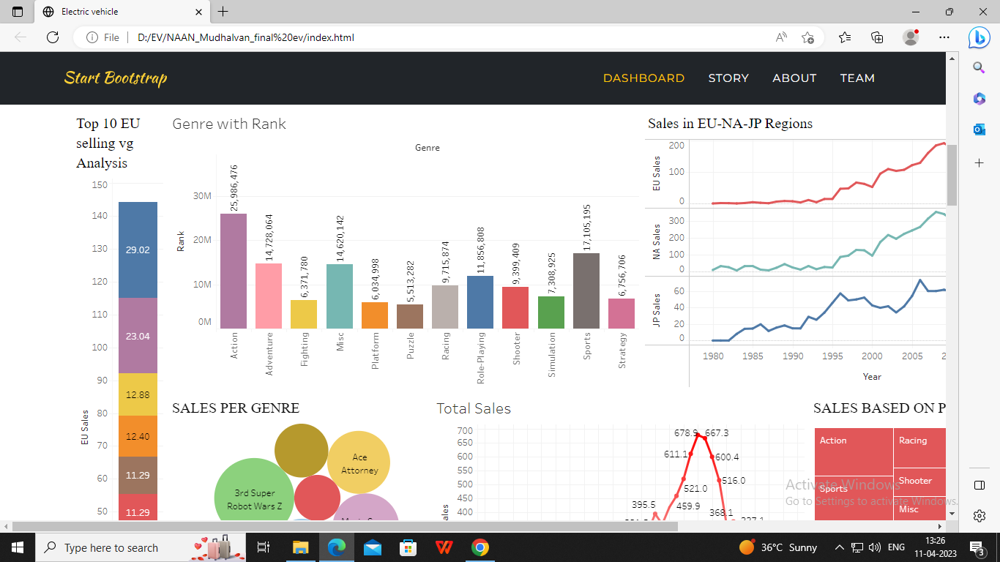 Electric vehicle
File
D:/EV/NAAN_Mudhalvan_final%20ev/index.html
Start Bootstrap
DASHBOARD
STORY
ABOUT
TEAM
Top 10 EU
selling vg
Analysis
150
140
130
120
110
100
90
80
70
60
50
EU Sales
29.02
23.04
12.88
12.40
11.29
11.29
Genre with Rank
Genre
Rank
30M
20M
10M
0M
25,986,476
14,728,064
6,371,780
14,620,142
6,034,998
5,513,282
9,715,874
11,856,808
9,399,409
7,308,925
17,105,195
6,756,706
Action
Adventure
Fighting
Misc
Platform
Puzzle
Racing
Role-Playing
Shooter
Simulation
Sports
Strategy
Sales in EU-NA-JP Regions
EU Sales
200
100
0
NA Sales
300
200
100
0
JP Sales
60
40
20
0
1980
1985
1990
1995
2000
2005
2
Year
SALES PER GENRE
Ace
Attorney
3rd Super
Robot Wars Z
Total Sales
700
650
600
550
500
450
400
678.9
667.3
611.1
600.4
521.0
516.0
459.9
395.5
368.1
SALES BASED ON P
Action
Racing
Sports
Shooter
Misc
Activate Windows
Go to Settings to activate Windows.
Type here to search
36°C Sunny
ENG
13:26
11-04-2023
3